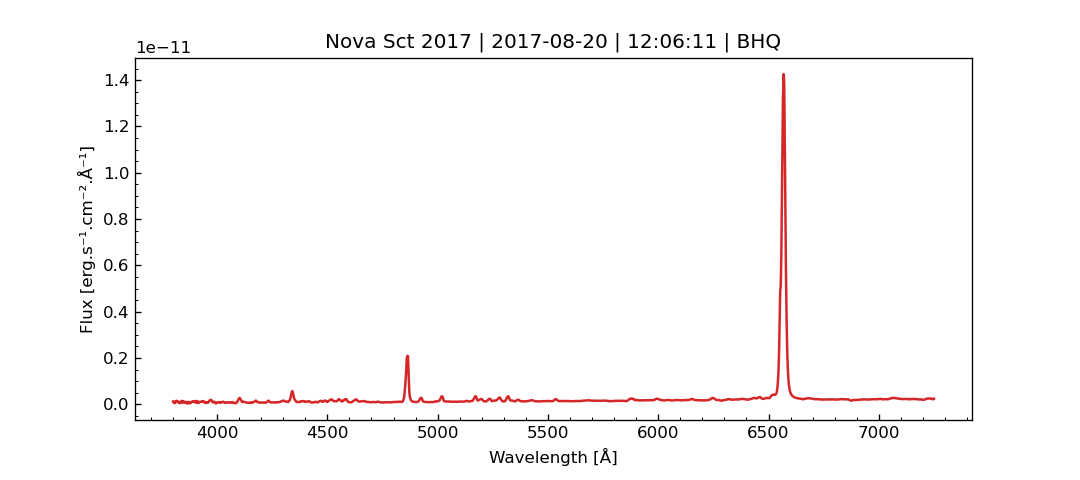 Nova Sct 2017 | 2017-08-20 | 12:06:11 | BHQ
1e−11
1.4
1.2
1.0
0.8
0.6
0.4
0.2
0.0
Flux [erg.s⁻¹.cm⁻².Å⁻¹]
4000 4500 5000 5500 6000 6500 7000
Wavelength [Å]